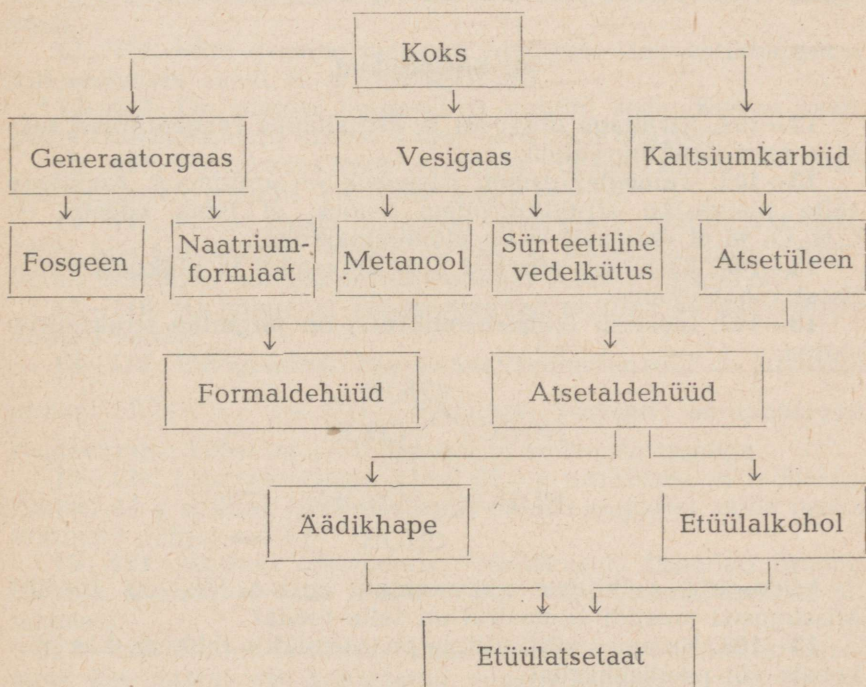 Koks
Generaatorgaas
Vesigaas
Kaltsiumkarbiid
Fosgeen
Naatrium-
formiaat
Metanool
Sünteetiline
vedelkütus
Atsetüleen
Formaldehüüd
Atsetaldehüüd
Äädikhape
Etüülalkohol
Etüülatsetaat